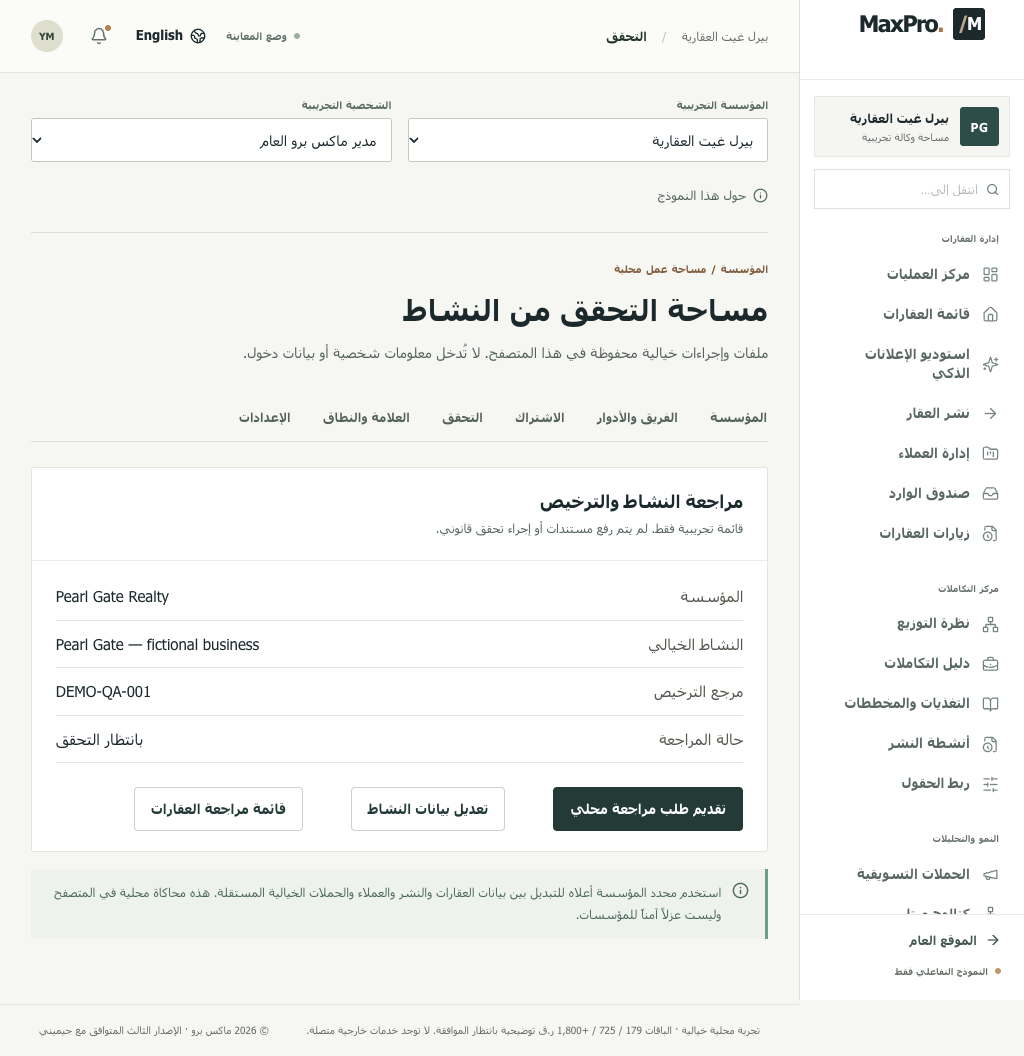 MaxPro.
/M
بيرل غيت العقارية / التحقق
وضع المعاينة
English
YM
PG
بيرل غيت العقارية
مساحة وكالة تجريبية
انتقل إلى...
إدارة العقارات
مركز العمليات
قائمة العقارات
استوديو الإعلانات
الذكي
نشر العقار
إدارة العملاء
صندوق الوارد
زيارات العقارات
مركز التكاملات
نظرة التوزيع
دليل التكاملات
التغذيات والمخططات
أنشطة النشر
ربط الحقول
النمو والتحليلات
الحملات التسويقية
الموقع العام
النموذج التفاعلي فقط
المؤسسة التجريبية
بيرل غيت العقارية
الشخصية التجريبية
مدير ماكس برو العام
حول هذا النموذج
المؤسسة / مساحة عمل محلية
مساحة التحقق من النشاط
ملفات وإجراءات خيالية محفوظة في هذا المتصفح. لا تُدخل معلومات شخصية أو بيانات دخول.
المؤسسة
الفريق والأدوار
الاشتراك
التحقق
العلامة والنطاق
الإعدادات
مراجعة النشاط والترخيص
قائمة تجريبية فقط. لم يتم رفع مستندات أو إجراء تحقق قانوني.
المؤسسة
Pearl Gate Realty
النشاط الخيالي
Pearl Gate — fictional business
مرجع الترخيص
DEMO-QA-001
حالة المراجعة
بانتظار التحقق
تقديم طلب مراجعة محلي
تعديل بيانات النشاط
قائمة مراجعة العقارات
استخدم محدد المؤسسة أعلاه للتبديل بين بيانات العقارات والنشر والعملاء والحملات الخيالية المستقلة. هذه محاكاة محلية في المتصفح
وليست عزلاً آمناً للمؤسسات.
تجربة محلية خيالية · الباقات 179 / 725 / +1,800 ر.ق توضيحية بانتظار الموافقة. لا توجد خدمات خارجية متصلة.
© 2026 ماكس برو · الإصدار الثالث المتوافق مع جيميني